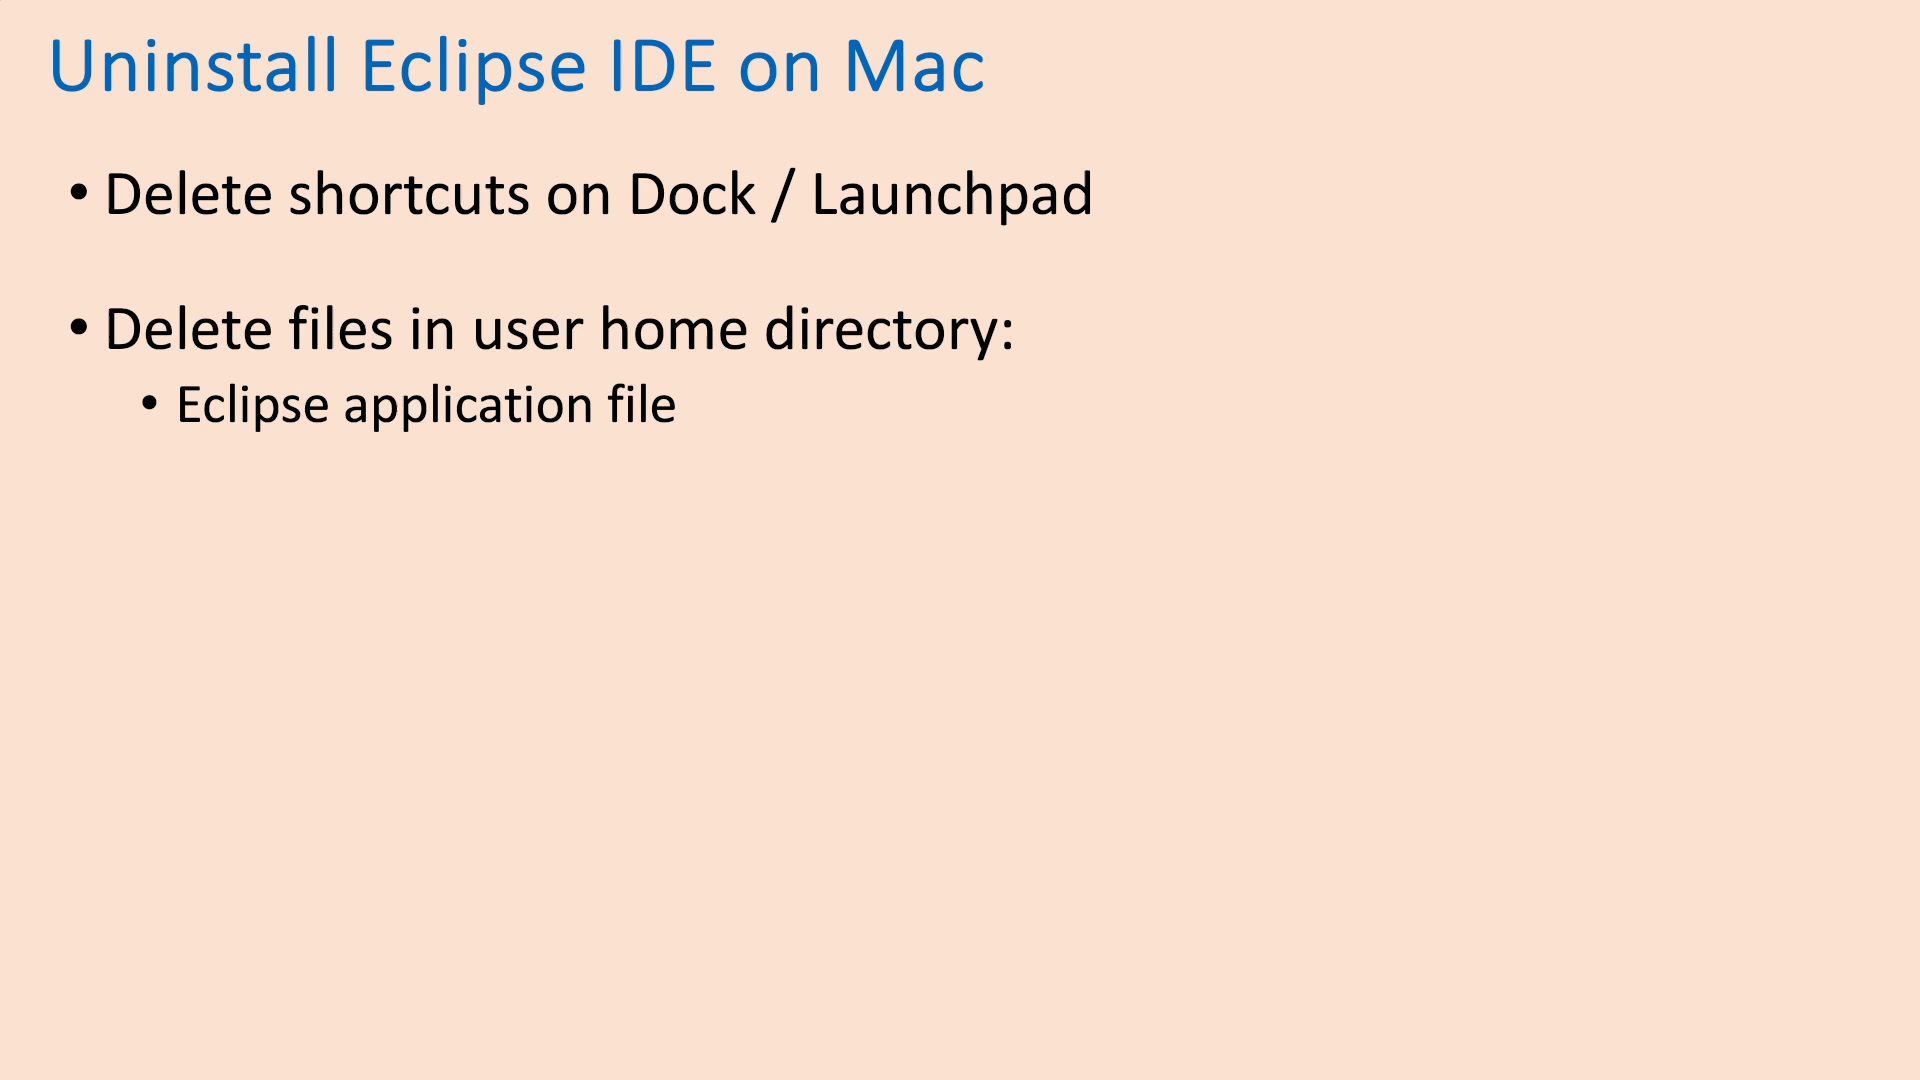 Uninstall Eclipse IDE on Mac
• Delete shortcuts on Dock / Launchpad
• Delete files in user home directory:
• Eclipse application file